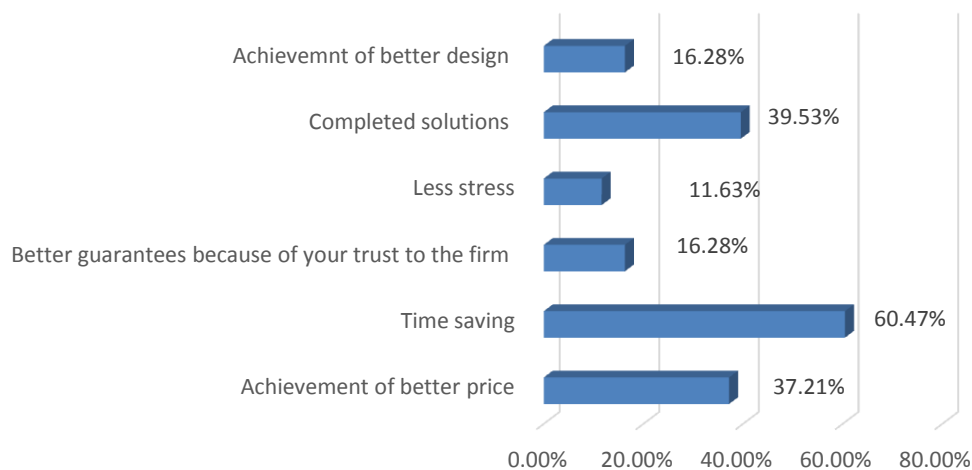 Achievemnt of better design 16.28%
Completed solutions 39.53%
Less stress 11.63%
Better guarantees because of your trust to the firm 16.28%
Time saving 60.47%
Achievement of better price 37.21%
0.00% 20.00% 40.00% 60.00% 80.00%